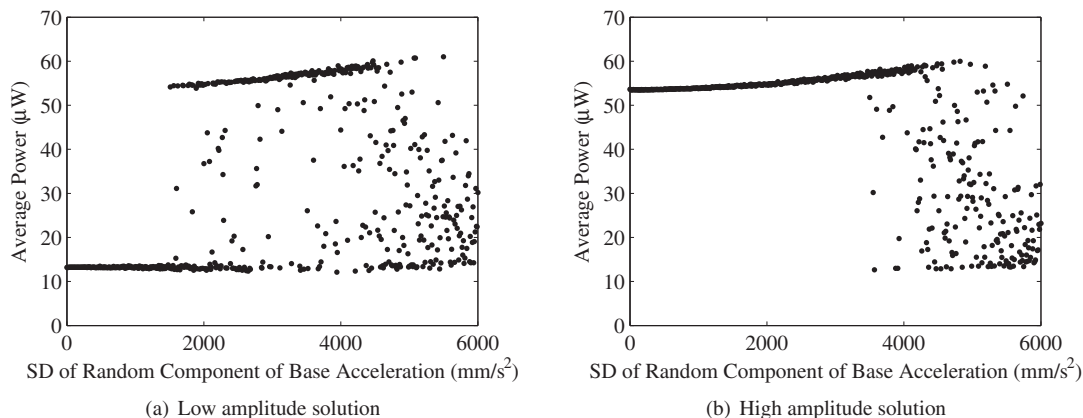 70
60
50
40
30
20
10
0
Average Power (μW)
0 2000 4000 6000
SD of Random Component of Base Acceleration (mm/s²)
(a) Low amplitude solution
70
60
50
40
30
20
10
0
Average Power (μW)
0 2000 4000 6000
SD of Random Component of Base Acceleration (mm/s²)
(b) High amplitude solution